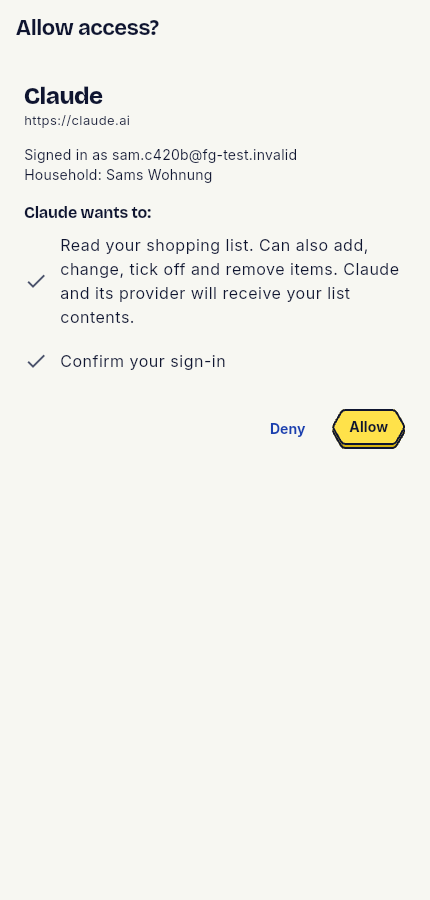 Allow access?
Claude
https://claude.ai
Signed in as sam.c420b@fg-test.invalid
Household: Sams Wohnung
Claude wants to:
Read your shopping list. Can also add,
change, tick off and remove items. Claude
and its provider will receive your list
contents.
Confirm your sign-in
Deny
Allow